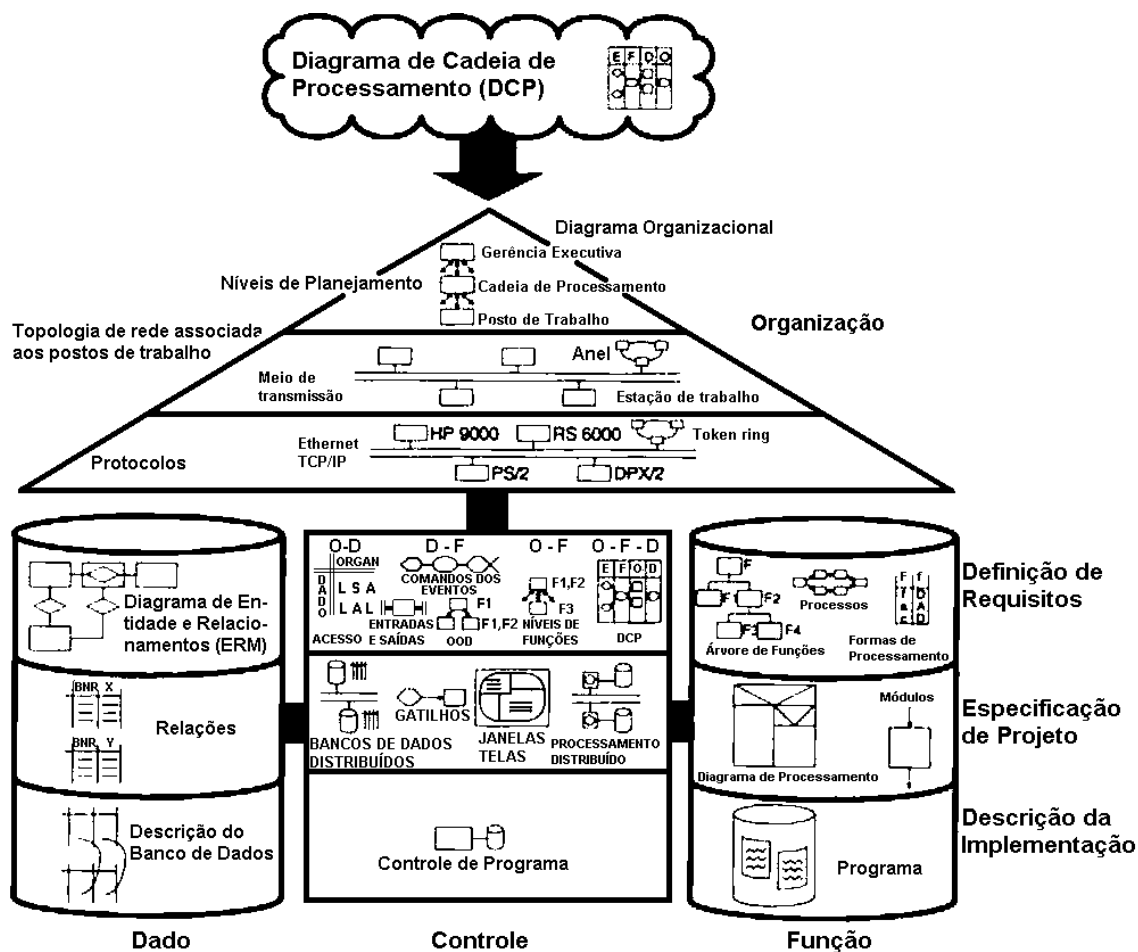 Diagrama de Cadeia de
Processamento (DCP)
E F D O
Diagrama Organizacional
Gerência Executiva
Níveis de Planejamento
Cadeia de Processamento
Posto de Trabalho
Topologia de rede associada
aos postos de trabalho
Organização
Anel
Meio de
transmissão
Estação de trabalho
HP 9000
RS 6000
Token ring
Ethernet
TCP/IP
Protocolos
PS/2
DPX/2
Diagrama de En-
tidade e Relacio-
namentos (ERM)
BNR X
Relações
BNR Y
Descrição do
Banco de Dados
Dado
O-D
ORGAN
DADO
L S A
L A L
ACESSO
D - F
COMANDOS DOS
EVENTOS
ENTRADAS
E SAÍDAS
F1
F1,F2
OOD
O - F
F1,F2
F3
NÍVEIS DE
FUNÇÕES
O - F - D
E F O D
DCP
BANCOS DE DADOS
DISTRIBUÍDOS
GATILHOS
JANELAS
TELAS
PROCESSAMENTO
DISTRIBUÍDO
Controle de Programa
Controle
F
F
F2
F3
F4
Árvore de Funções
Processos
Formas de
Processamento
Definição de
Requisitos
Módulos
Diagrama de Processamento
Especificação
de Projeto
Programa
Descrição da
Implementação
Função